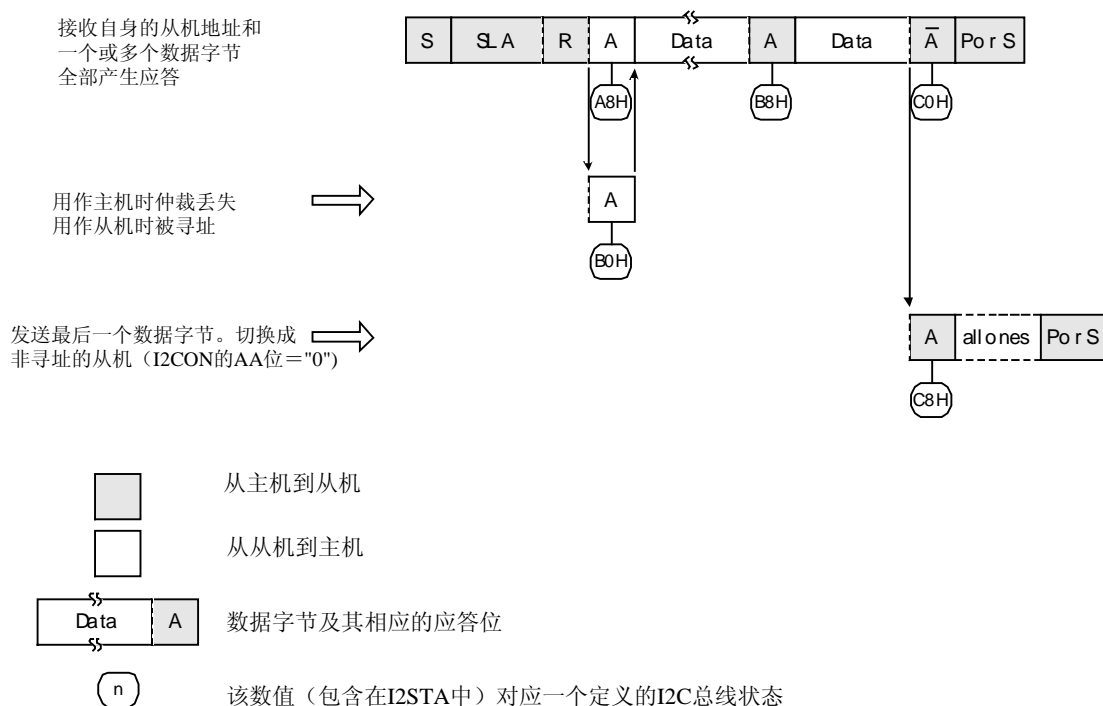 接收自身的从机地址和
一个或多个数据字节
全部产生应答
S SLA R A Data A Data A̅ P or S
A8H B8H C0H
用作主机时仲裁丢失
用作从机时被寻址
A
B0H
发送最后一个数据字节。切换成
非寻址的从机（I2CON的AA位＝"0"）
A all ones P or S
C8H
从主机到从机
从从机到主机
Data A 数据字节及其相应的应答位
n 该数值（包含在I2STA中）对应一个定义的I2C总线状态